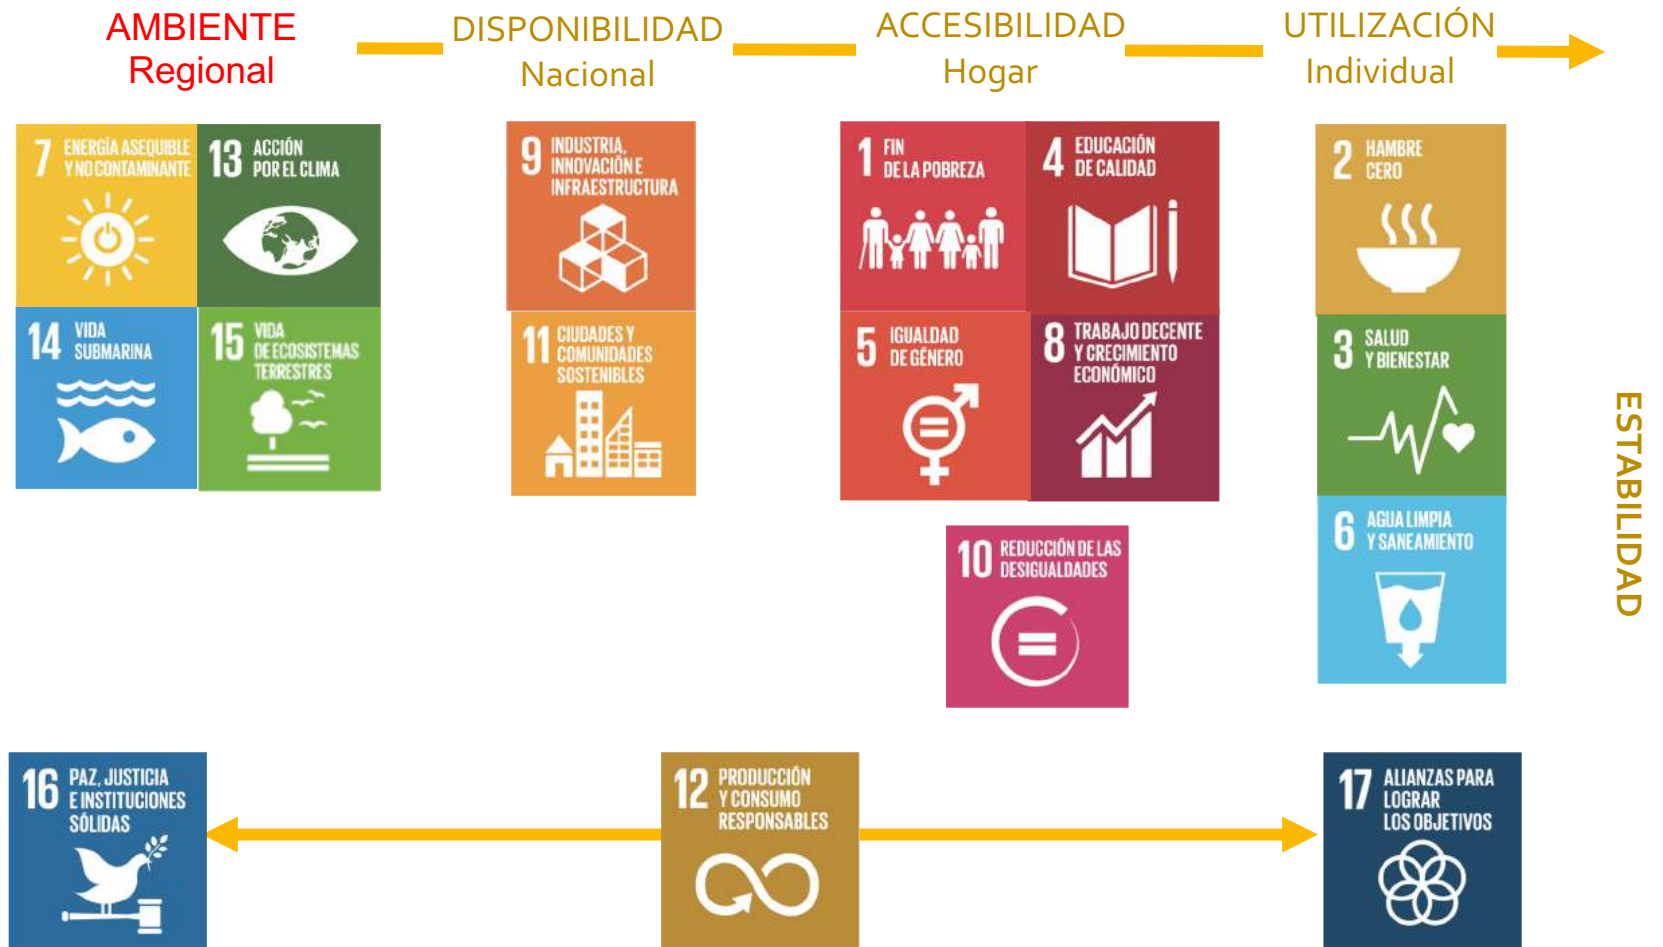 AMBIENTE
Regional
DISPONIBILIDAD
Nacional
ACCESIBILIDAD
Hogar
UTILIZACIÓN
Individual
7 ENERGÍA ASEQUIBLE
Y NO CONTAMINANTE
13 ACCIÓN
POR EL CLIMA
14 VIDA
SUBMARINA
15 VIDA
DE ECOSISTEMAS
TERRESTRES
9 INDUSTRIA,
INNOVACIÓN E
INFRAESTRUCTURA
11 CIUDADES Y
COMUNIDADES
SOSTENIBLES
1 FIN
DE LA POBREZA
4 EDUCACIÓN
DE CALIDAD
5 IGUALDAD
DE GÉNERO
8 TRABAJO DECENTE
Y CRECIMIENTO
ECONÓMICO
10 REDUCCIÓN DE LAS
DESIGUALDADES
2 HAMBRE
CERO
3 SALUD
Y BIENESTAR
6 AGUA LIMPIA
Y SANEAMIENTO
ESTABILIDAD
16 PAZ, JUSTICIA
E INSTITUCIONES
SÓLIDAS
12 PRODUCCIÓN
Y CONSUMO
RESPONSABLES
17 ALIANZAS PARA
LOGRAR
LOS OBJETIVOS